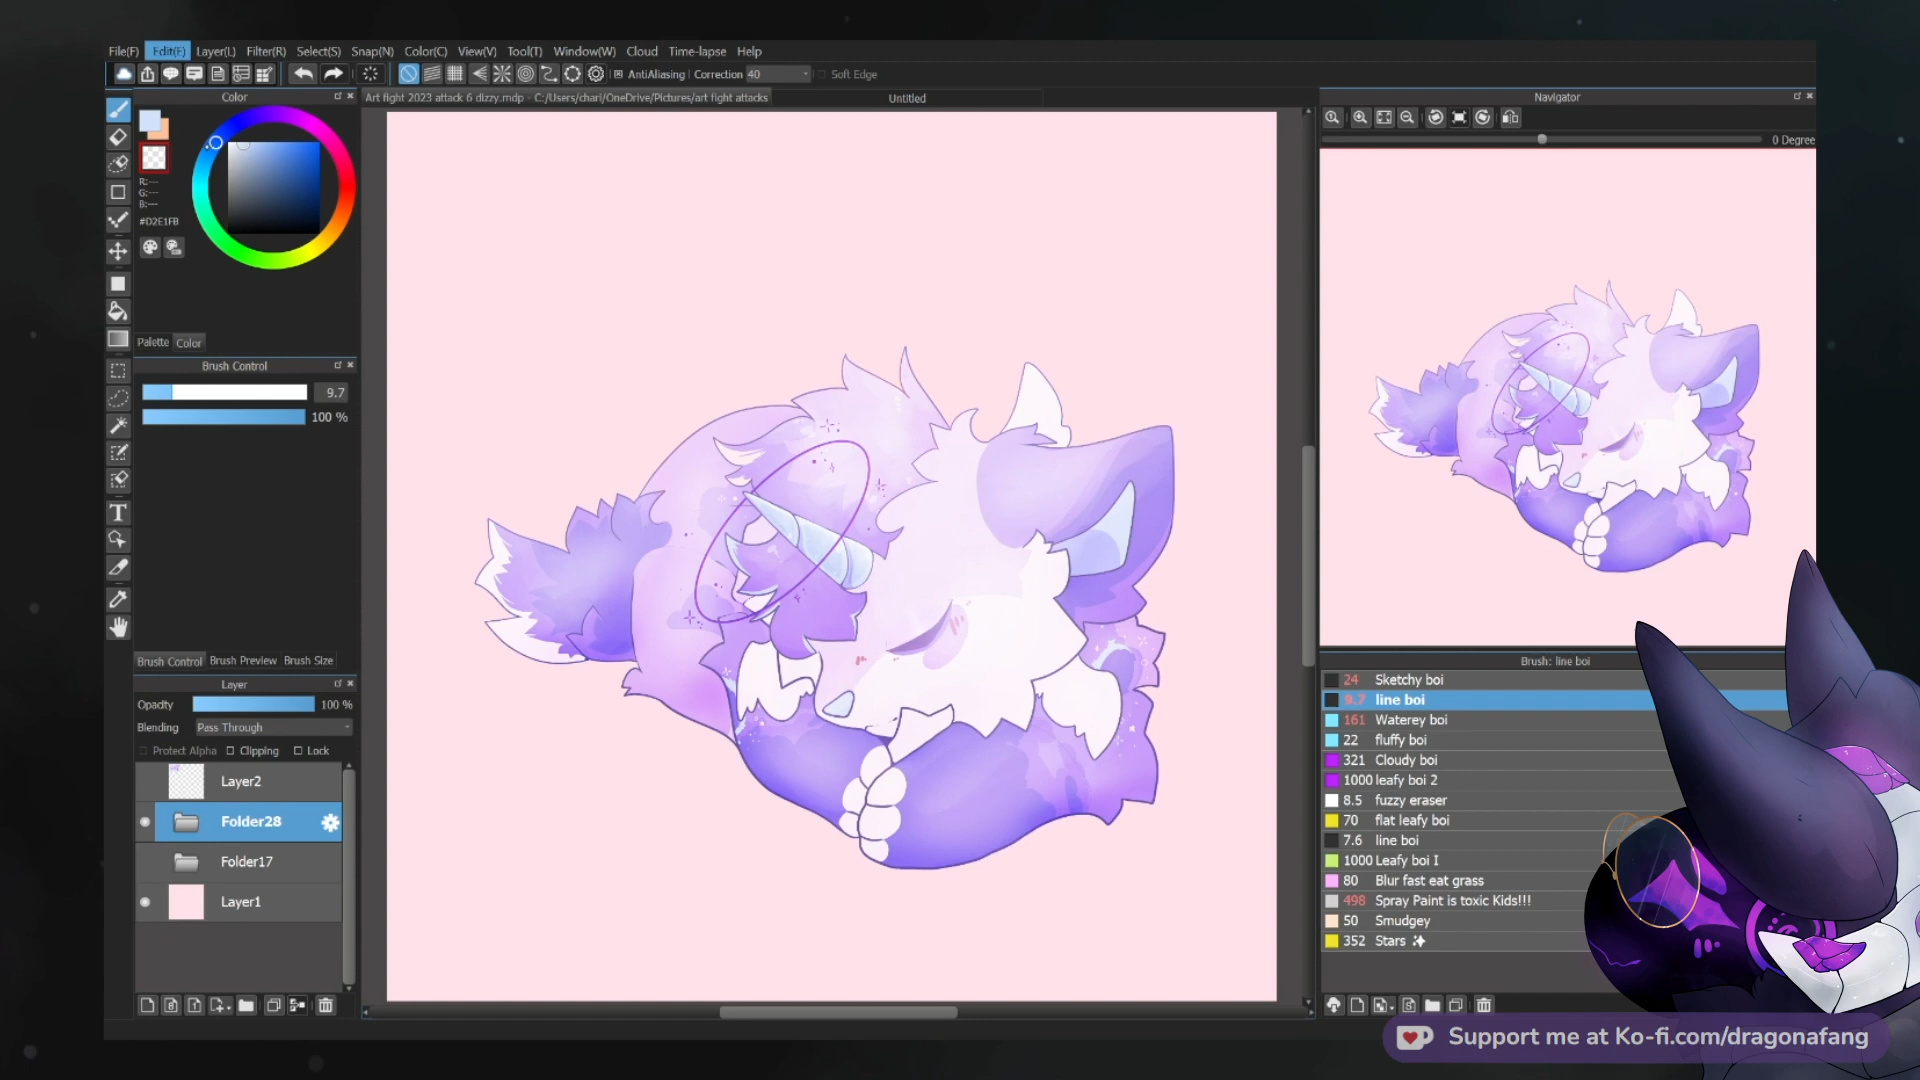 File(F) Edit(E) Layer(L) Filter(R) Select(S) Snap(N) Color(C) View(V) Tool(T) Window(W) Cloud Time-lapse Help
AntiAliasing Correction 40 Soft Edge
Color
Art fight 2023 attack 6 dizzy.mdp - C:/Users/chari/OneDrive/Pictures/art fight attacks
Untitled
Navigator
0 Degree
R:---
G:---
B:---
#D2E1FB
Palette Color
Brush Control
9.7
100 %
Brush Control Brush Preview Brush Size
Layer
Opacity 100 %
Blending Pass Through
Protect Alpha Clipping Lock
Layer2
Folder28
Folder17
Layer1
Brush: line boi
24 Sketchy boi
9.7 line boi
161 Waterey boi
22 fluffy boi
321 Cloudy boi
1000 leafy boi 2
8.5 fuzzy eraser
70 flat leafy boi
7.6 line boi
1000 Leafy boi I
80 Blur fast eat grass
498 Spray Paint is toxic Kids!!!
50 Smudgey
352 Stars ✨
Support me at Ko-fi.com/dragonafang